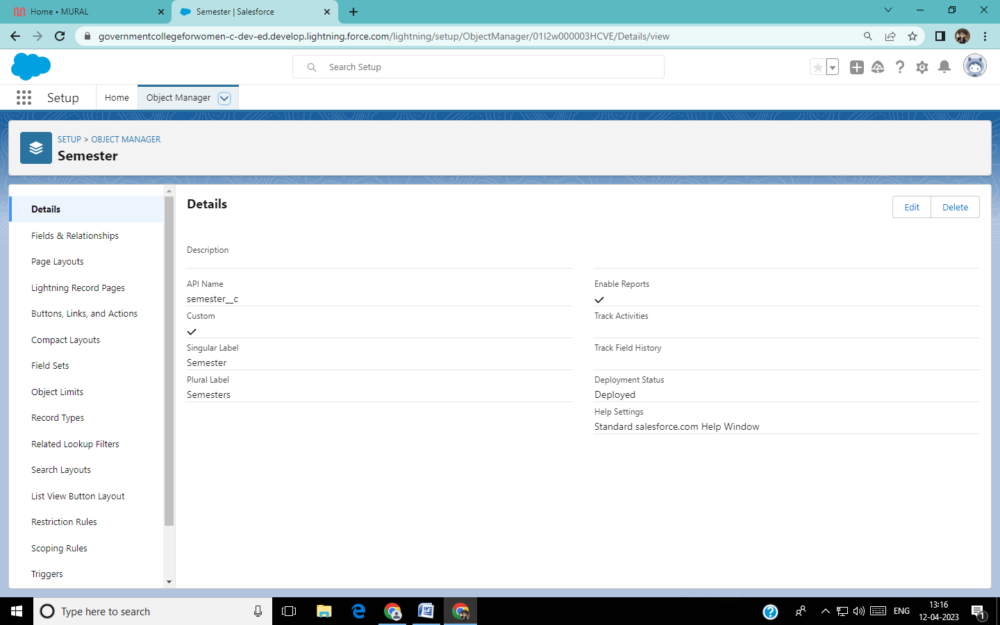 Home • MURAL
Semester | Salesforce
governmentcollegeforwomen-c-dev-ed.develop.lightning.force.com/lightning/setup/ObjectManager/01I2w000003HCVE/Details/view
Search Setup
Setup
Home
Object Manager
SETUP > OBJECT MANAGER
Semester
Details
Fields & Relationships
Page Layouts
Lightning Record Pages
Buttons, Links, and Actions
Compact Layouts
Field Sets
Object Limits
Record Types
Related Lookup Filters
Search Layouts
List View Button Layout
Restriction Rules
Scoping Rules
Triggers
Details
Edit
Delete
Description
API Name
semester__c
Custom
Singular Label
Semester
Plural Label
Semesters
Enable Reports
Track Activities
Track Field History
Deployment Status
Deployed
Help Settings
Standard salesforce.com Help Window
Type here to search
ENG
13:16
12-04-2023
1